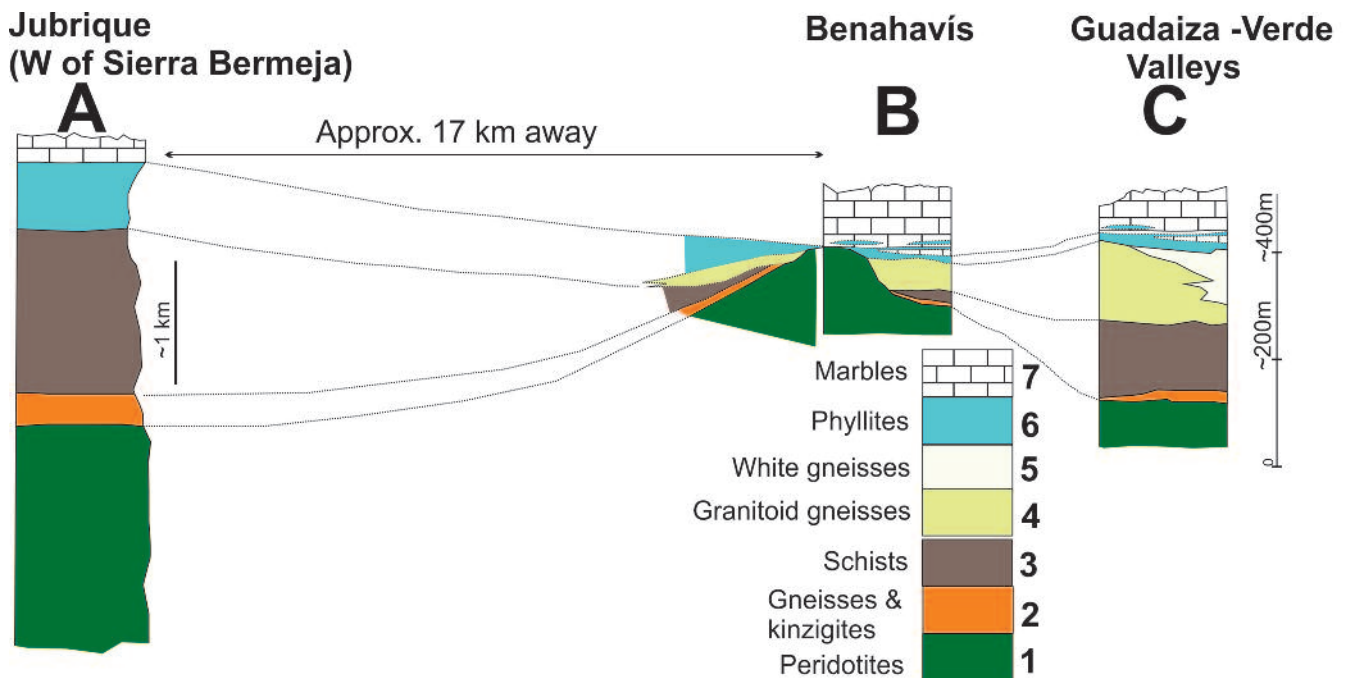 Jubrique
(W of Sierra Bermeja)
A
Approx. 17 km away
Benahavís
B
Guadaiza -Verde
Valleys
C
~1 km
~400m
~200m
0
Marbles 7
Phyllites 6
White gneisses 5
Granitoid gneisses 4
Schists 3
Gneisses &
kinzigites 2
Peridotites 1